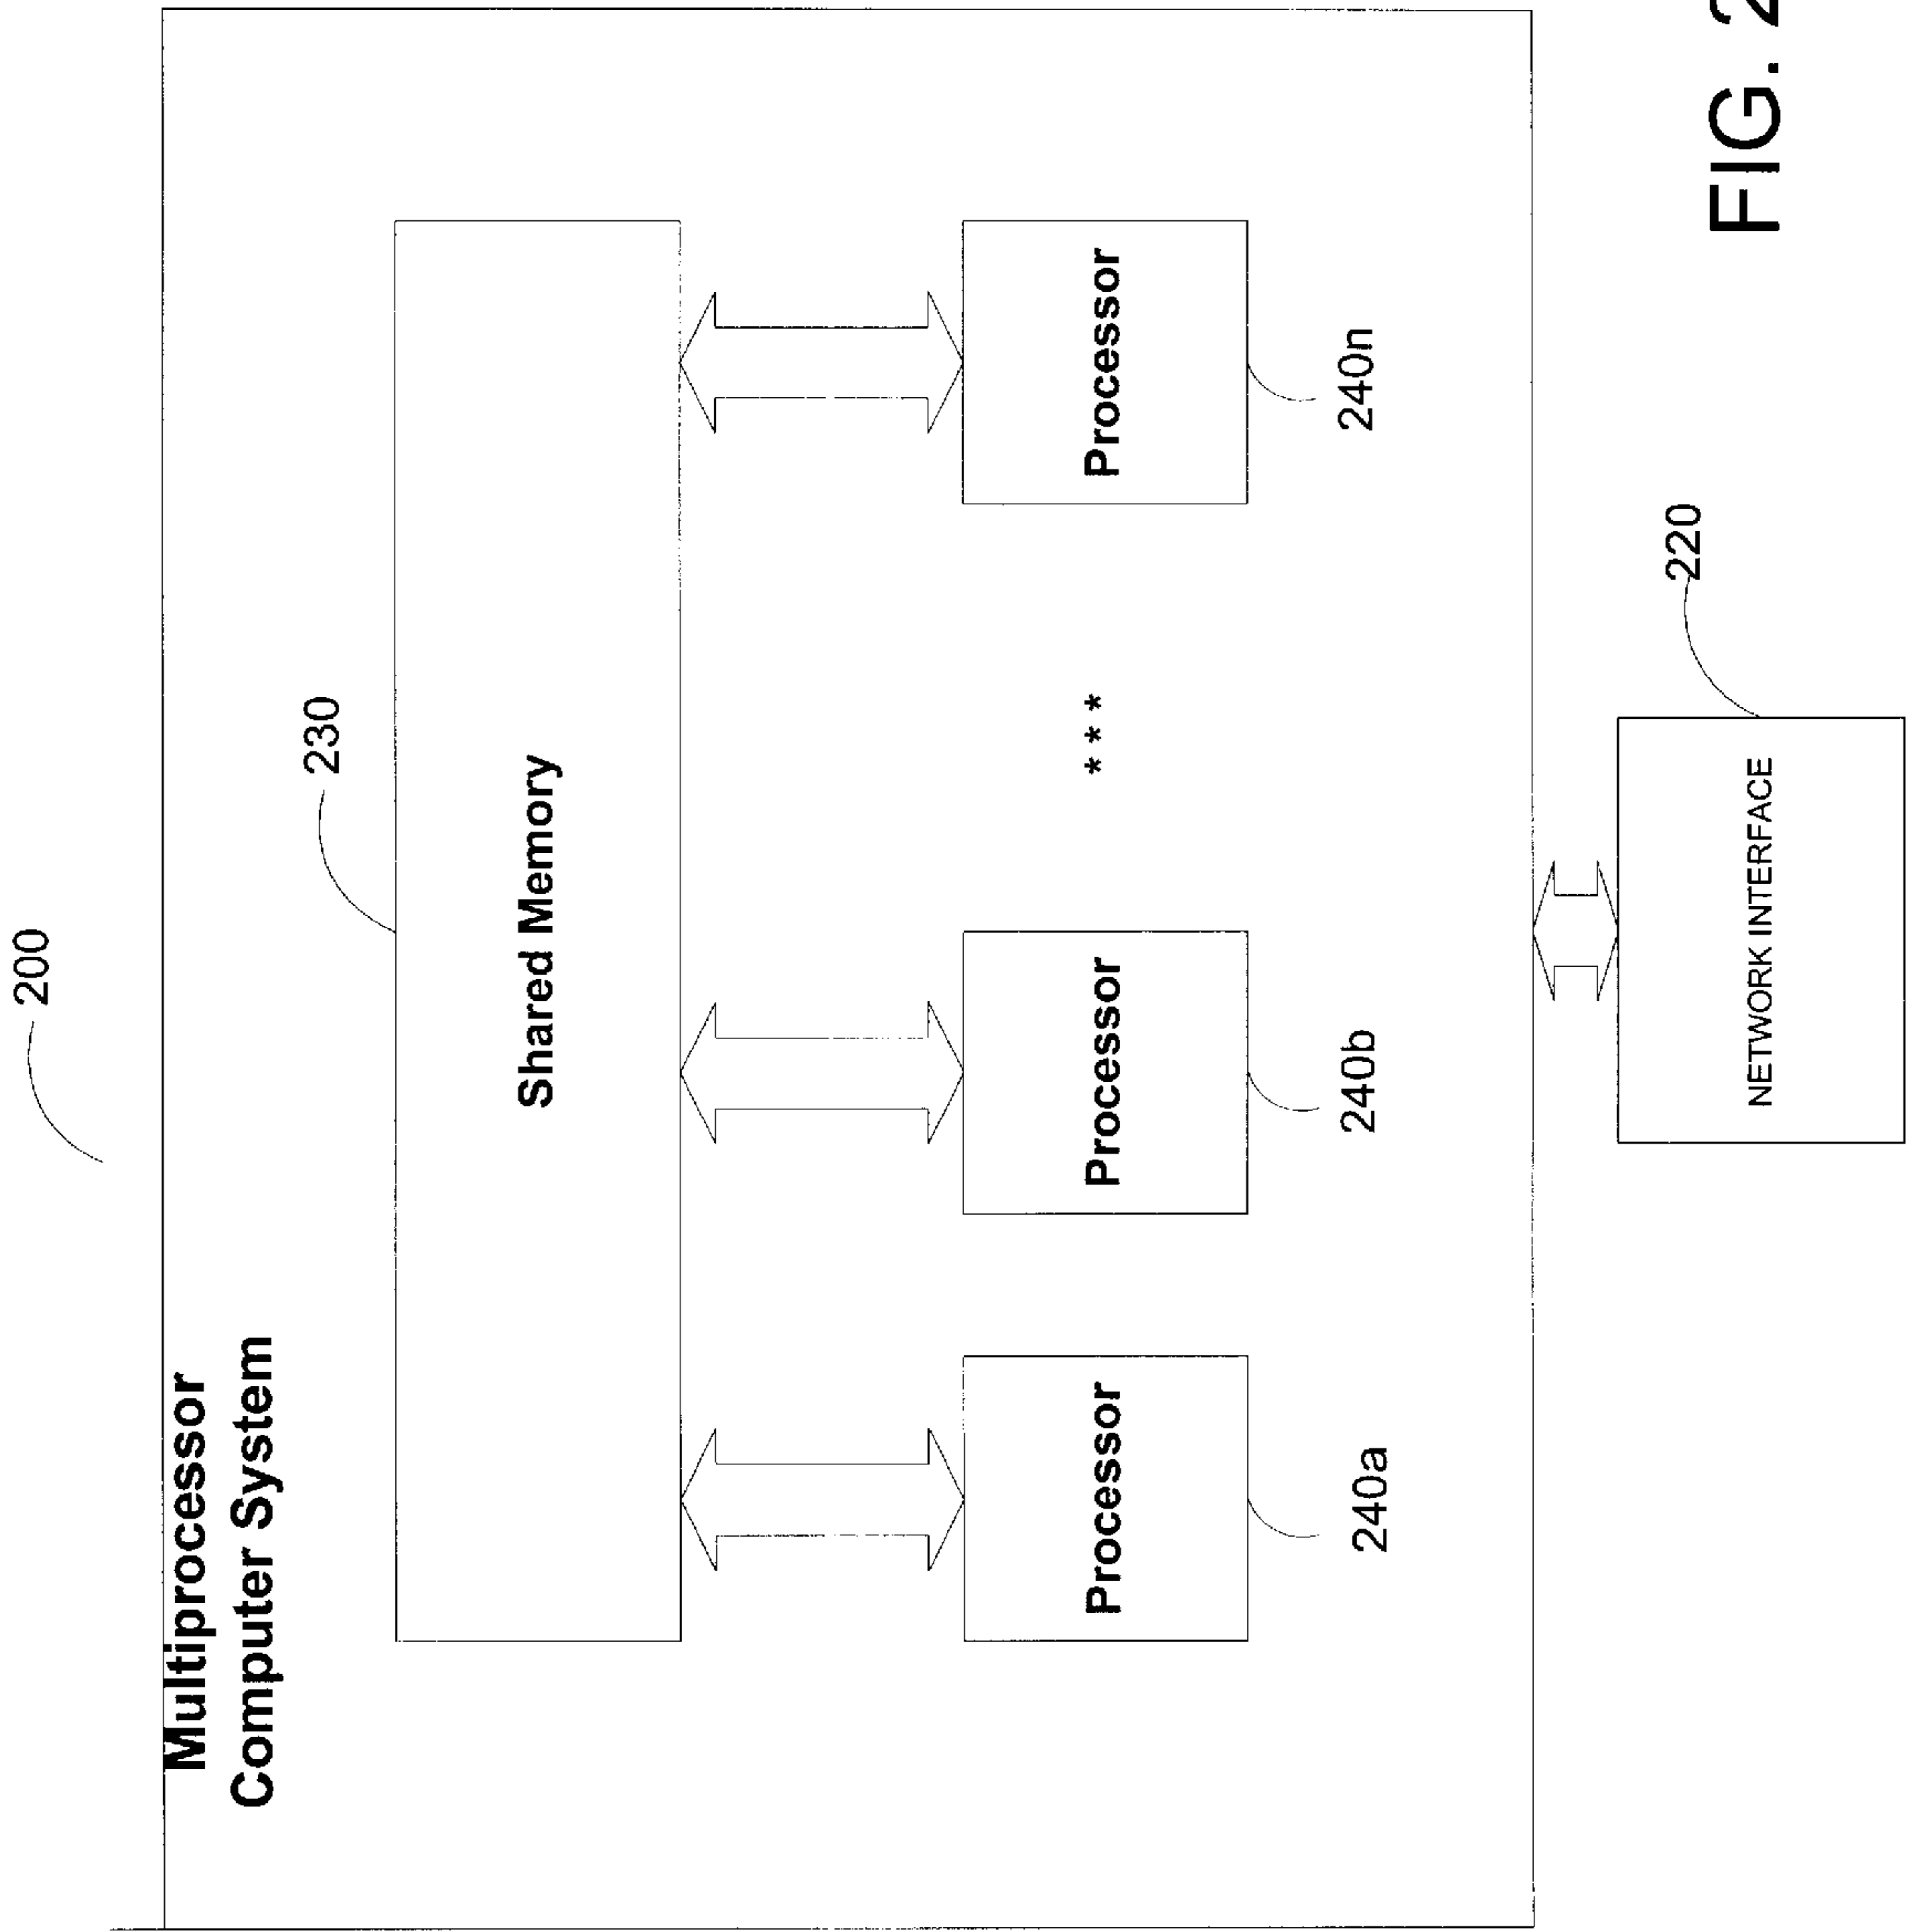 200
Multiprocessor
Computer System
230
Shared Memory
Processor
Processor
* * *
Processor
240a
240b
240n
220
NETWORK INTERFACE
FIG. 2